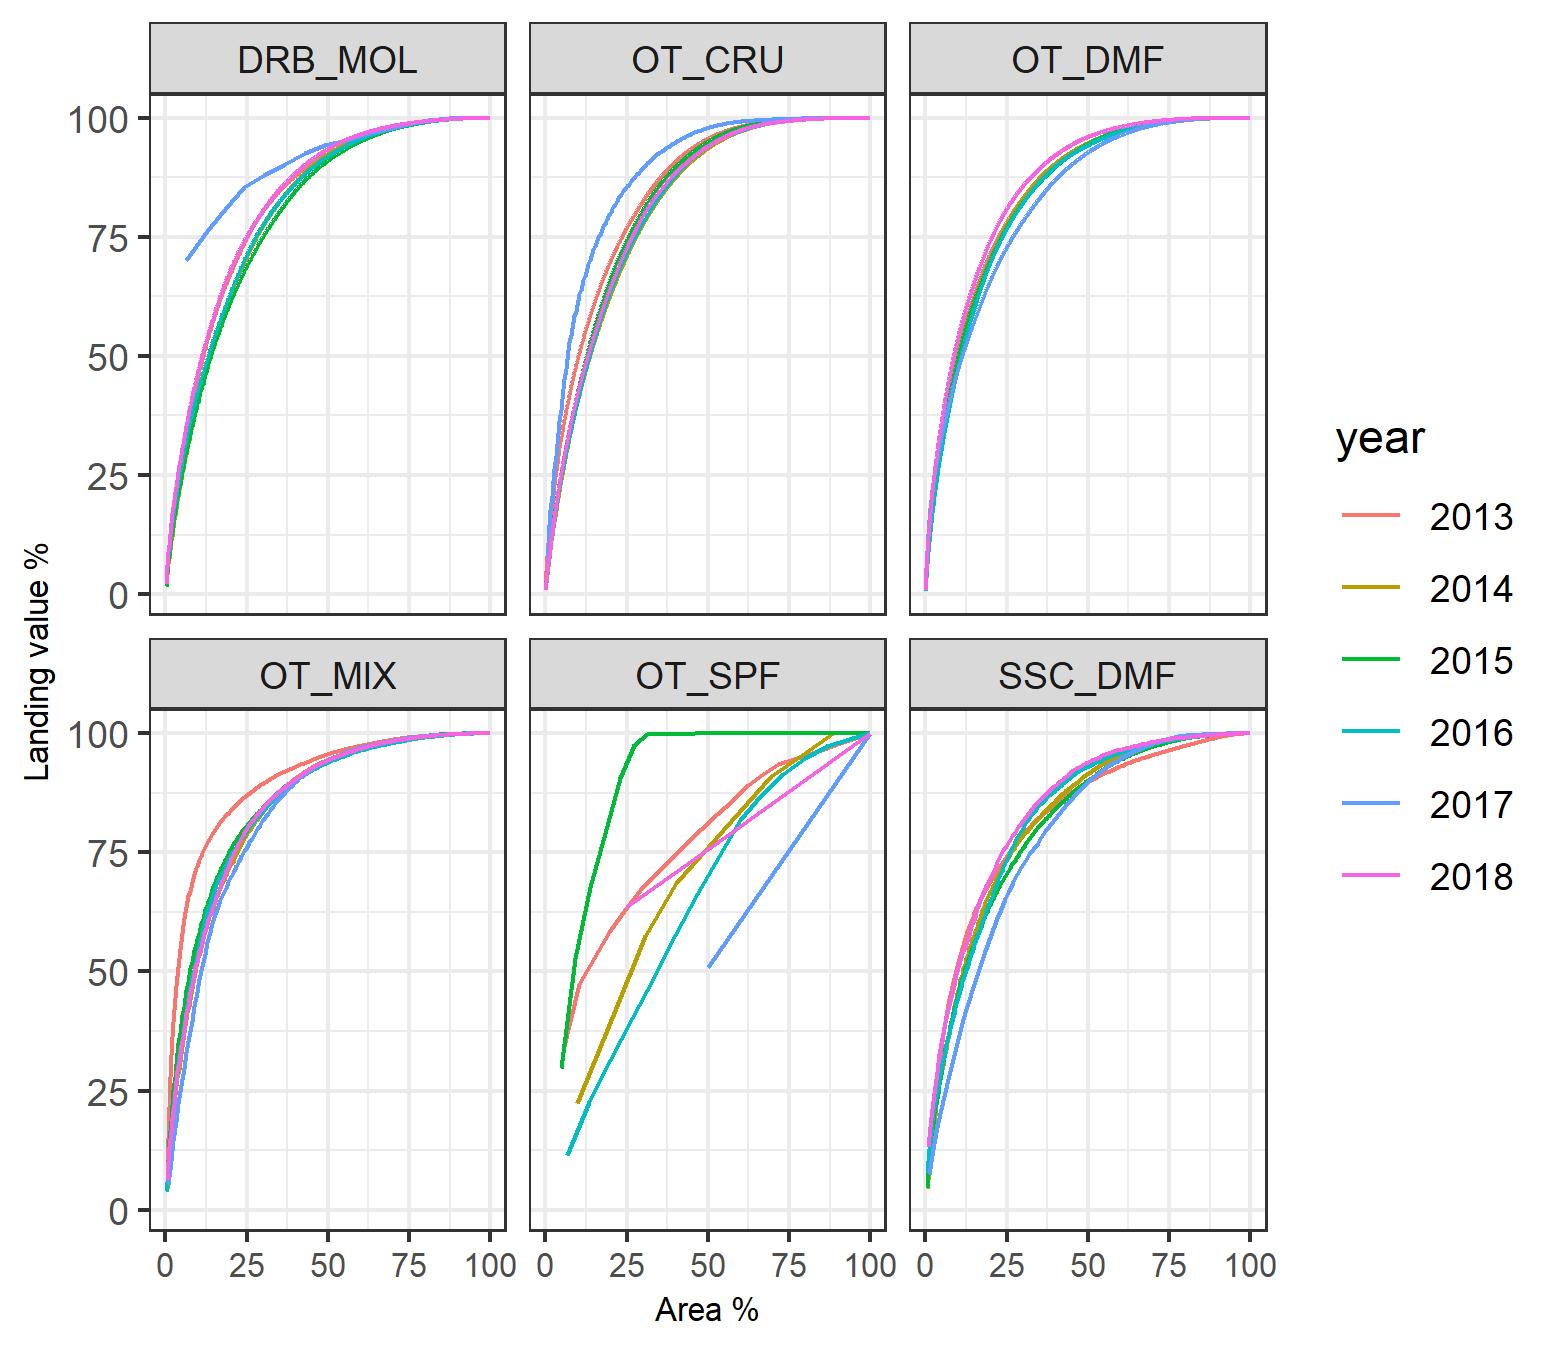 DRB_MOL OT_CRU OT_DMF
100
75
50
25
0
OT_MIX OT_SPF SSC_DMF
100
75
50
25
0
0 25 50 75 100 0 25 50 75 100 0 25 50 75 100
Area %
Landing value %
year
2013
2014
2015
2016
2017
2018